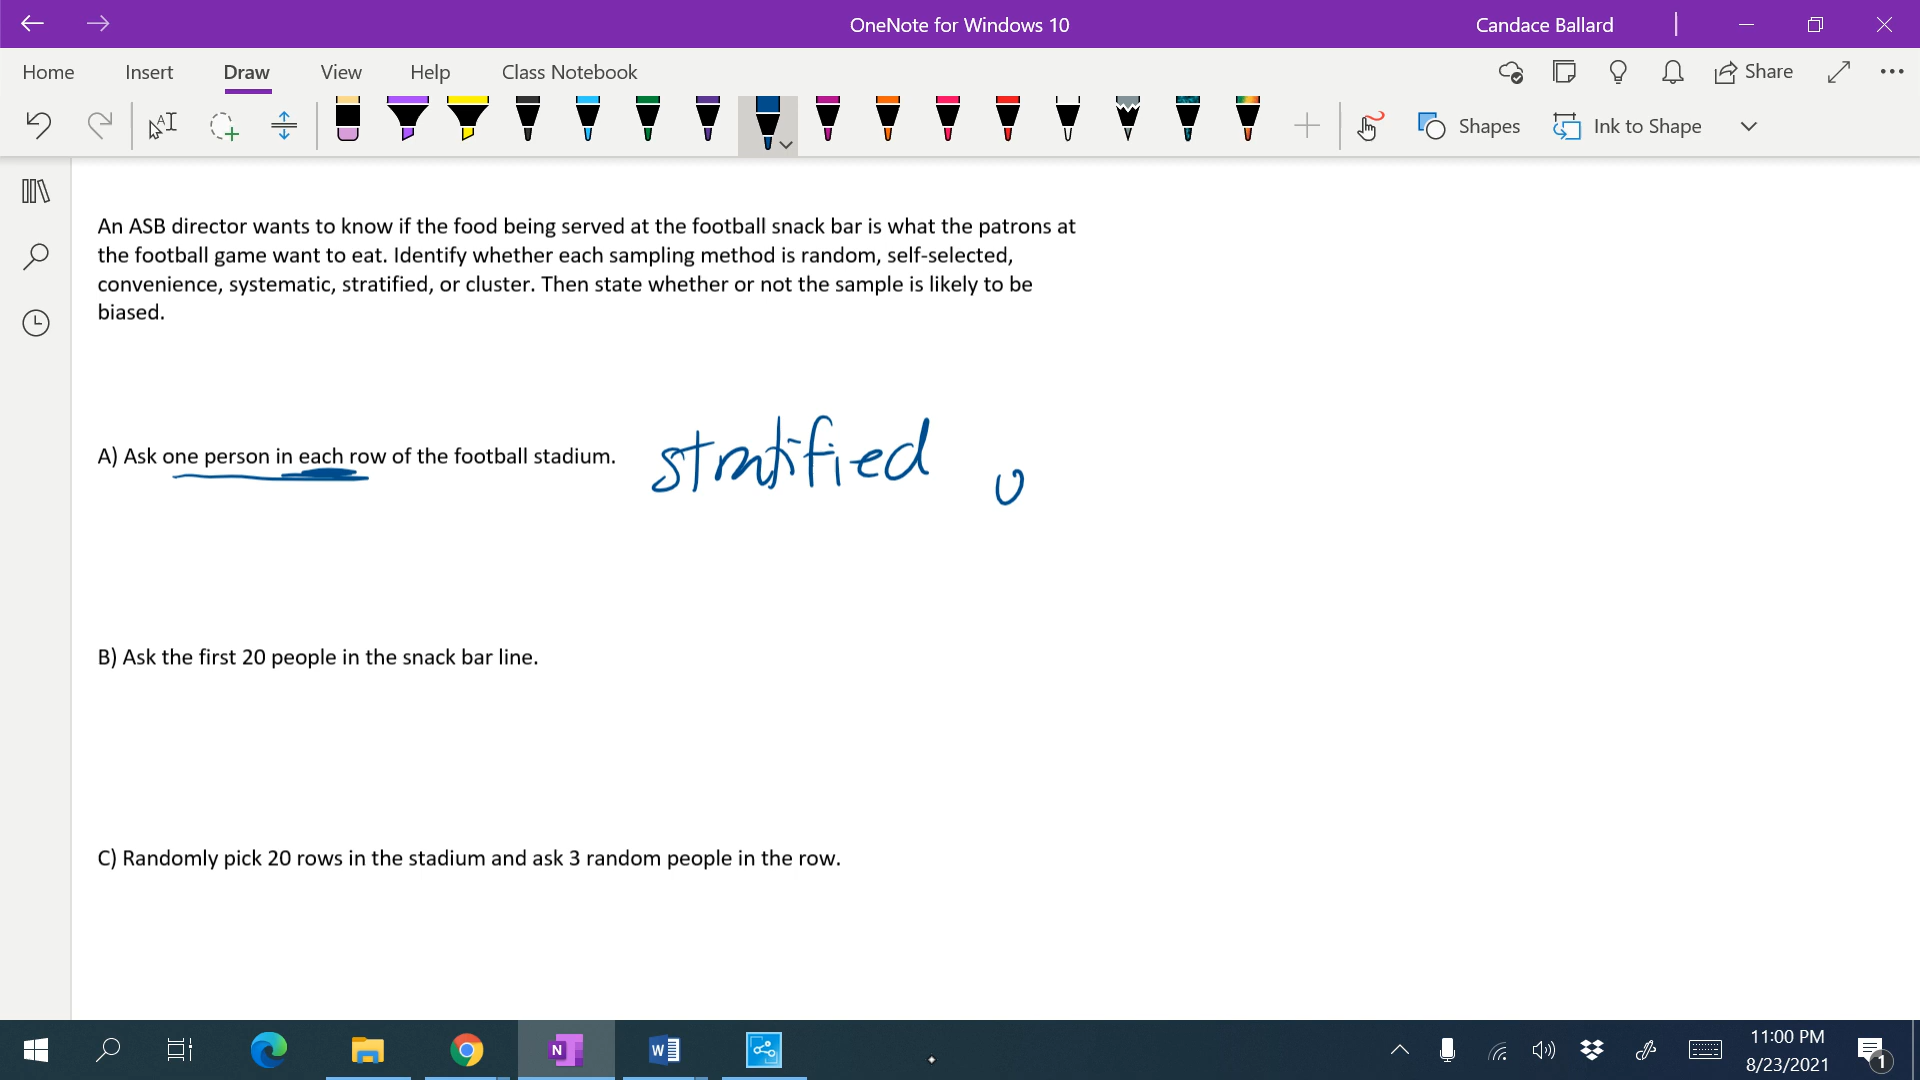 OneNote for Windows 10
Candace Ballard
Home Insert Draw View Help Class Notebook
Share
Shapes
Ink to Shape
An ASB director wants to know if the food being served at the football snack bar is what the patrons at
the football game want to eat. Identify whether each sampling method is random, self-selected,
convenience, systematic, stratified, or cluster. Then state whether or not the sample is likely to be
biased.
A) Ask one person in each row of the football stadium.
stratified
B) Ask the first 20 people in the snack bar line.
C) Randomly pick 20 rows in the stadium and ask 3 random people in the row.
11:00 PM
8/23/2021
1